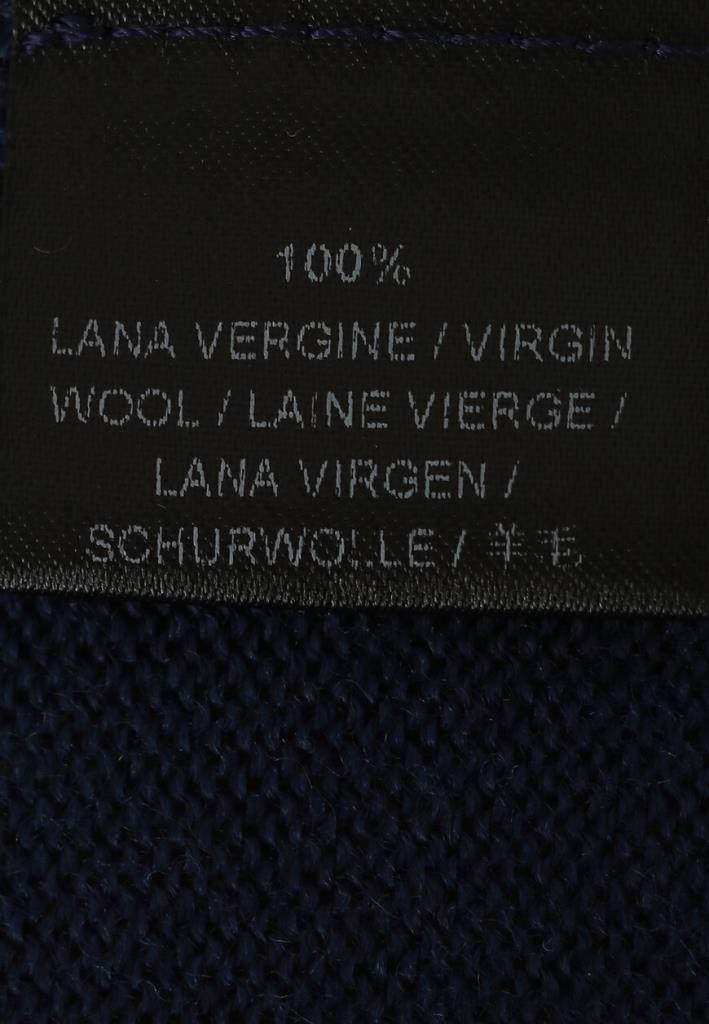 100%
LANA VERGINE / VIRGIN
WOOL / LAINE VIERGE /
LANA VIRGEN /
SCHURWOLLE / 羊毛